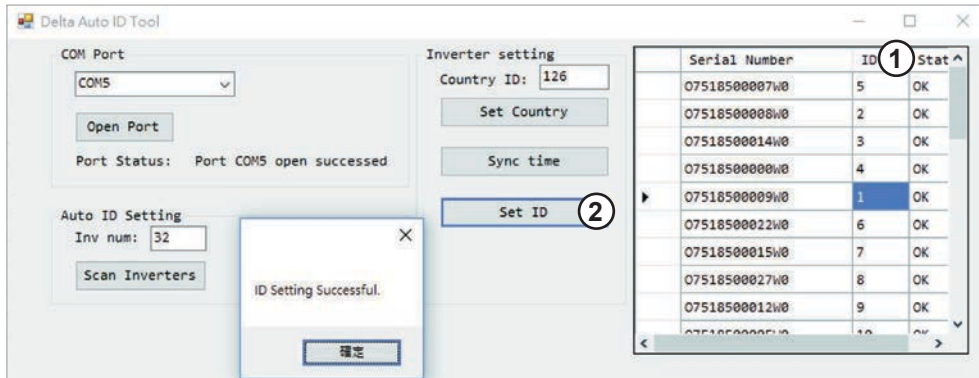 Delta Auto ID Tool
COM Port
COM5
Open Port
Port Status: Port COM5 open successed
Auto ID Setting
Inv num: 32
Scan Inverters
Inverter setting
Country ID: 126
Set Country
Sync time
Set ID
2
ID Setting Successful.
確定
1
Serial Number ID Stat
O7518500007W0 5 OK
O7518500008W0 2 OK
O7518500014W0 3 OK
O7518500000W0 4 OK
O7518500009W0 1 OK
O7518500022W0 6 OK
O7518500015W0 7 OK
O7518500027W0 8 OK
O7518500012W0 9 OK